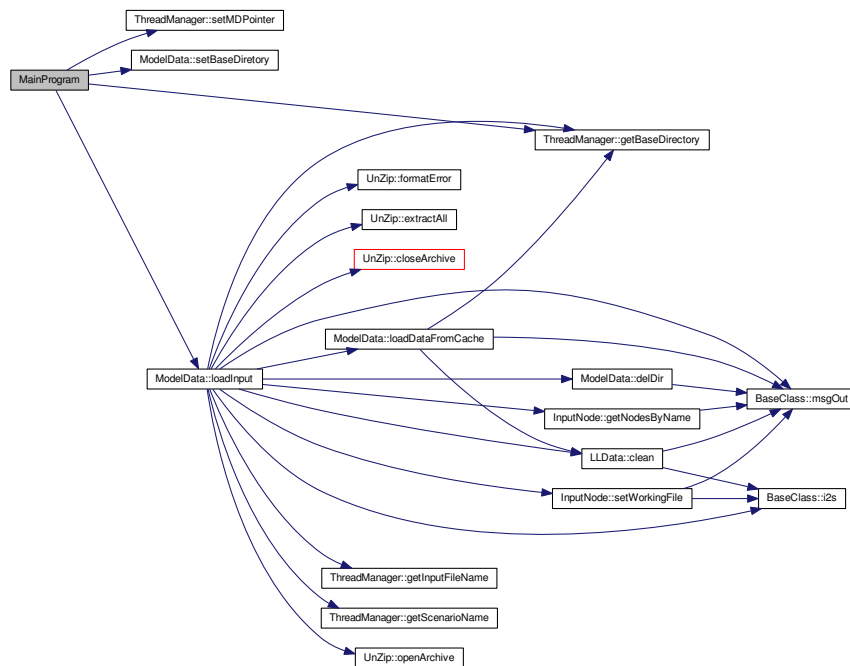 ThreadManager::setMDPointer
ModelData::setBaseDiretory
MainProgram
ThreadManager::getBaseDirectory
UnZip::formatError
UnZip::extractAll
UnZip::closeArchive
ModelData::loadDataFromCache
ModelData::loadInput
ModelData::delDir
BaseClass::msgOut
InputNode::getNodesByName
LLData::clean
InputNode::setWorkingFile
BaseClass::i2s
ThreadManager::getInputFileName
ThreadManager::getScenarioName
UnZip::openArchive